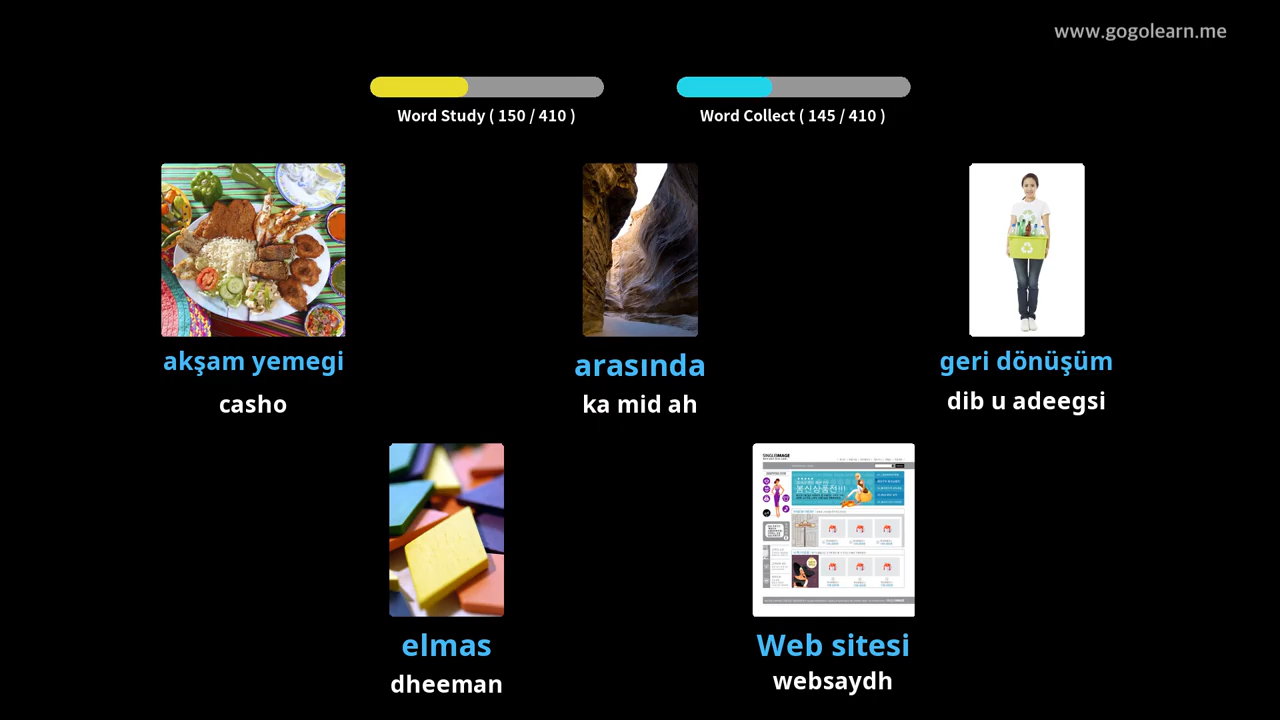 www.gogolearn.me
Word Study ( 150 / 410 )
Word Collect ( 145 / 410 )
akşam yemegi
arasında
geri dönüşüm
casho
ka mid ah
dib u adeegsi
elmas
Web sitesi
dheeman
websaydh